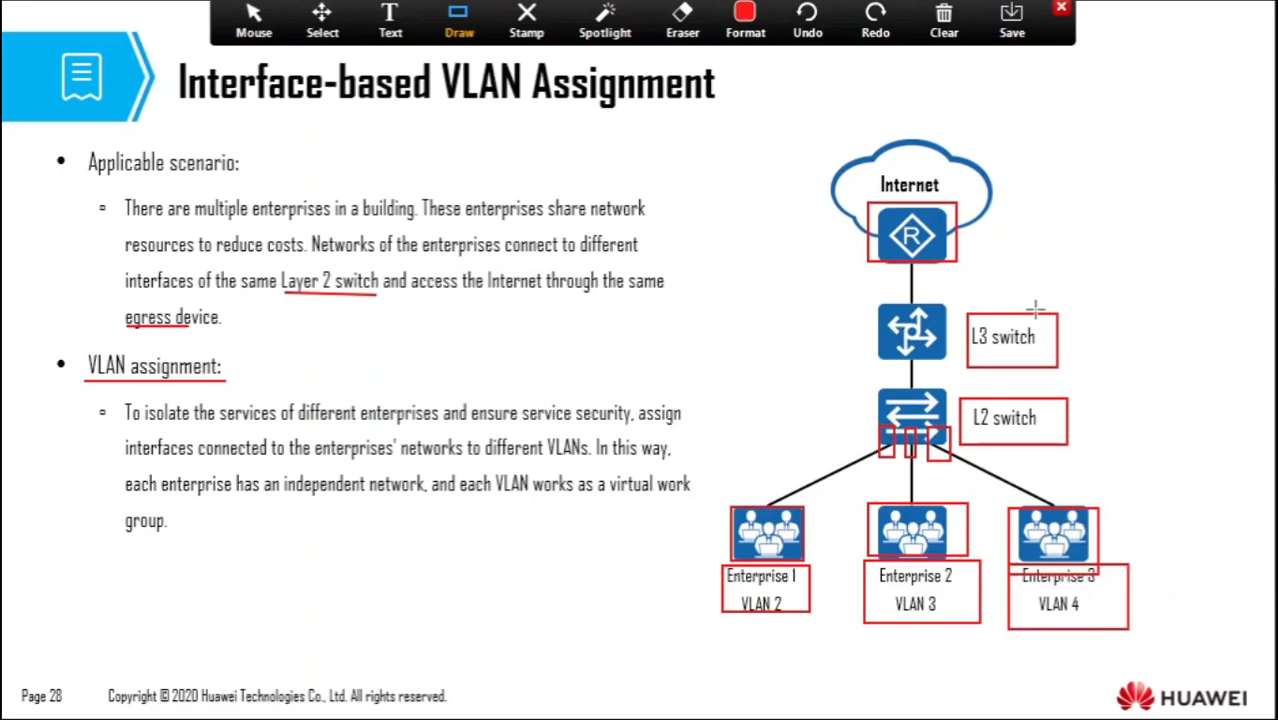 Mouse Select Text Draw Stamp Spotlight Eraser Format Undo Redo Clear Save
Interface-based VLAN Assignment
• Applicable scenario:
▫ There are multiple enterprises in a building. These enterprises share network
resources to reduce costs. Networks of the enterprises connect to different
interfaces of the same Layer 2 switch and access the Internet through the same
egress device.
• VLAN assignment:
▫ To isolate the services of different enterprises and ensure service security, assign
interfaces connected to the enterprises' networks to different VLANs. In this way,
each enterprise has an independent network, and each VLAN works as a virtual work
group.
Internet
R
L3 switch
L2 switch
Enterprise 1
VLAN 2
Enterprise 2
VLAN 3
Enterprise 3
VLAN 4
Page 28 Copyright © 2020 Huawei Technologies Co., Ltd. All rights reserved.
HUAWEI